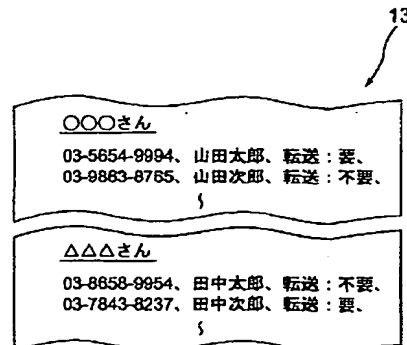 13
○○○さん
03-5654-9994、山田太郎、転送：要、
03-9863-8765、山田次郎、転送：不要、
△△△さん
03-8658-9954、田中太郎、転送：不要、
03-7843-8237、田中次郎、転送：要、